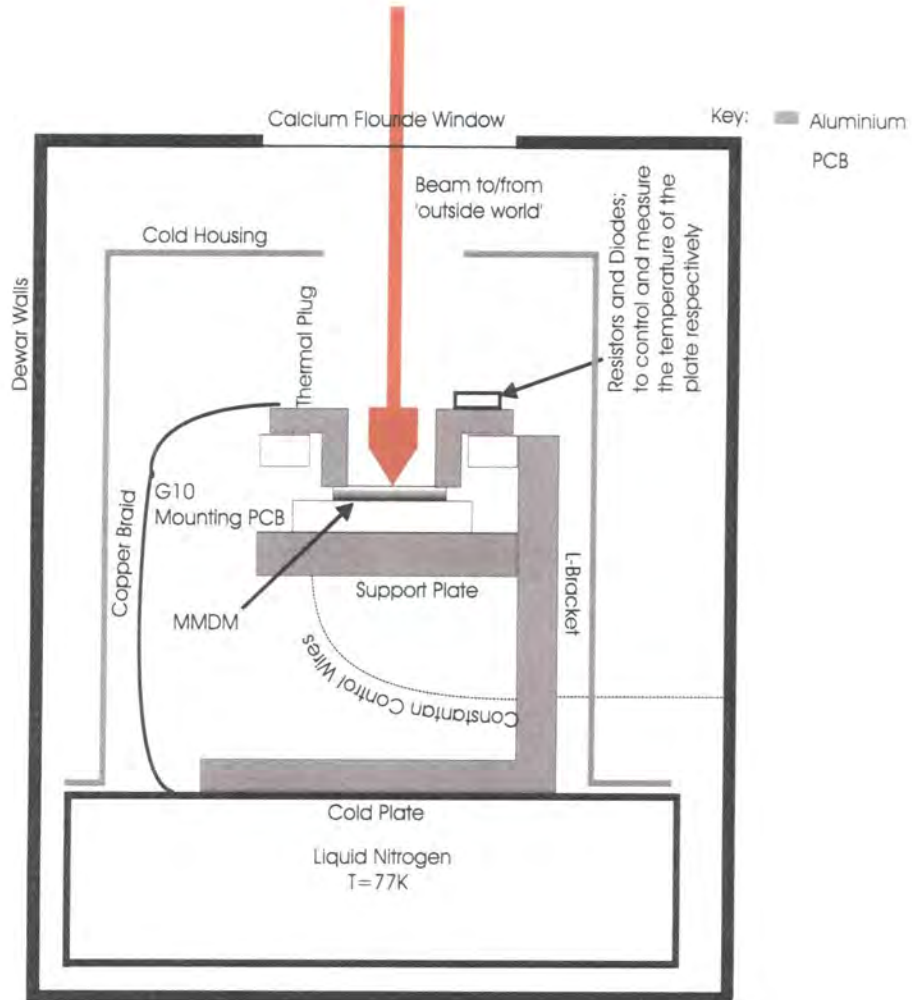 Calcium Flouride Window
Key:
Aluminium
PCB
Beam to/from
'outside world'
Resistors and Diodes;
to control and measure
the temperature of the
plate respectively
Cold Housing
Dewar Walls
Thermal Plug
Copper Braid
G10
Mounting PCB
MMDM
Support Plate
L-Bracket
Constantan Control Wires
Cold Plate
Liquid Nitrogen
T=77K